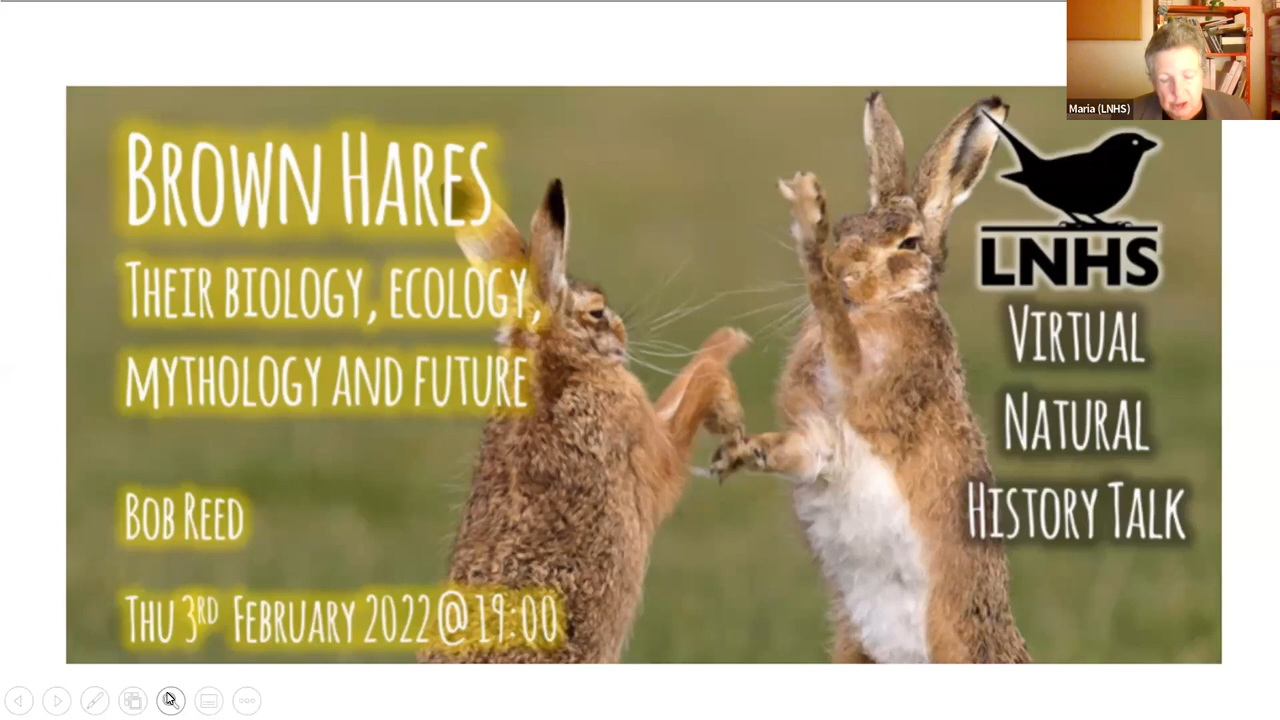 Maria (LNHS)
Brown Hares
Their biology, ecology,
mythology and future
Bob Reed
Thu 3rd February 2022 @ 19:00
LNHS
Virtual
Natural
History Talk